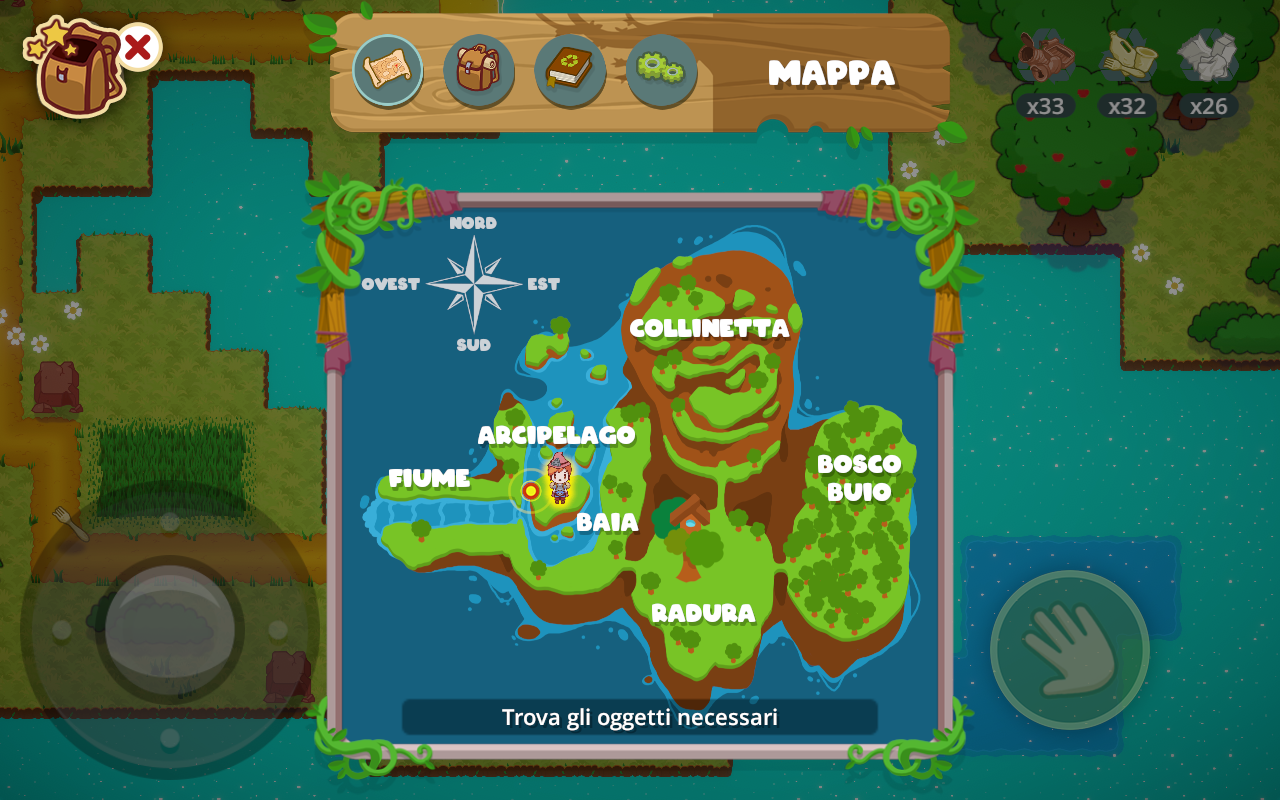 MAPPA
x33
x32
x26
NORD
OVEST
EST
SUD
COLLINETTA
ARCIPELAGO
FIUME
BOSCO
BUIO
BAIA
RADURA
Trova gli oggetti necessari